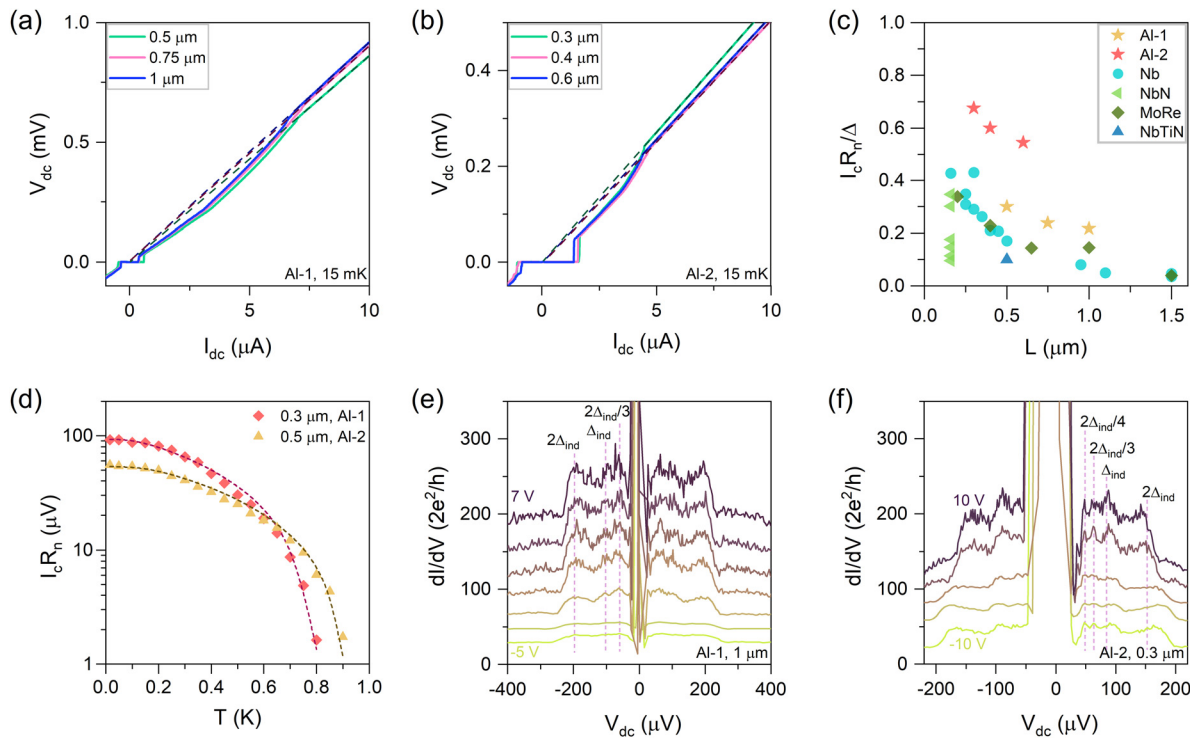 (a)
0.5 μm
0.75 μm
1 μm
1.0
0.5
0.0
V_dc (mV)
0
5
10
I_dc (μA)
Al-1, 15 mK
(b)
0.3 μm
0.4 μm
0.6 μm
0.4
0.2
0.0
V_dc (mV)
0
5
10
I_dc (μA)
Al-2, 15 mK
(c)
Al-1
Al-2
Nb
NbN
MoRe
NbTiN
1.0
0.8
0.6
0.4
0.2
0.0
I_cR_n/Δ
0.0
0.5
1.0
1.5
L (μm)
(d)
0.3 μm, Al-1
0.5 μm, Al-2
100
10
1
I_cR_n (μV)
0.0
0.2
0.4
0.6
0.8
1.0
T (K)
(e)
2Δ_ind/3
2Δ_ind
Δ_ind
7 V
-5 V
300
200
100
0
dI/dV (2e²/h)
Al-1, 1 μm
-400
-200
0
200
400
V_dc (μV)
(f)
2Δ_ind/4
2Δ_ind/3
Δ_ind
2Δ_ind
10 V
-10 V
300
200
100
0
dI/dV (2e²/h)
Al-2, 0.3 μm
-200
-100
0
100
200
V_dc (μV)